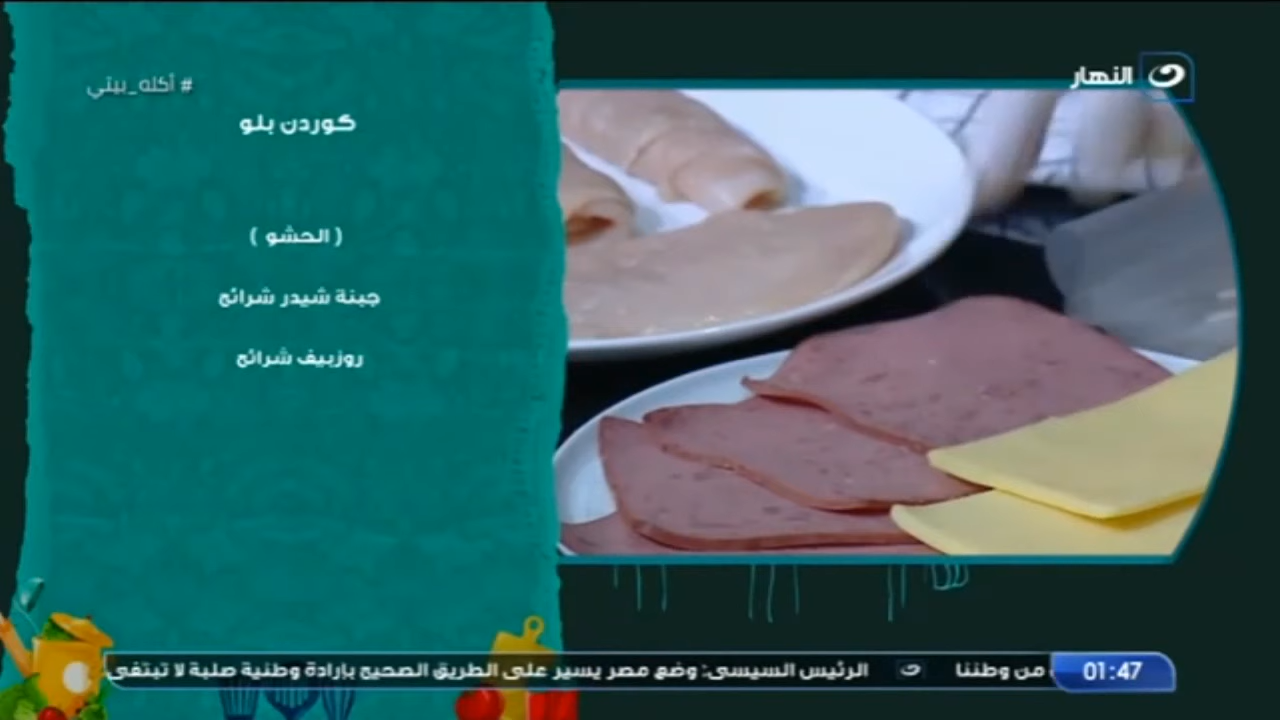 النهار
# أكله_بيتي
كوردن بلو
( الحشو )
جبنة شيدر شرائح
روزبيف شرائح
01:47
من وطننا
الرئيس السيسي: وضع مصر يسير على الطريق الصحيح بإرادة وطنية صلبة لا تبتغى